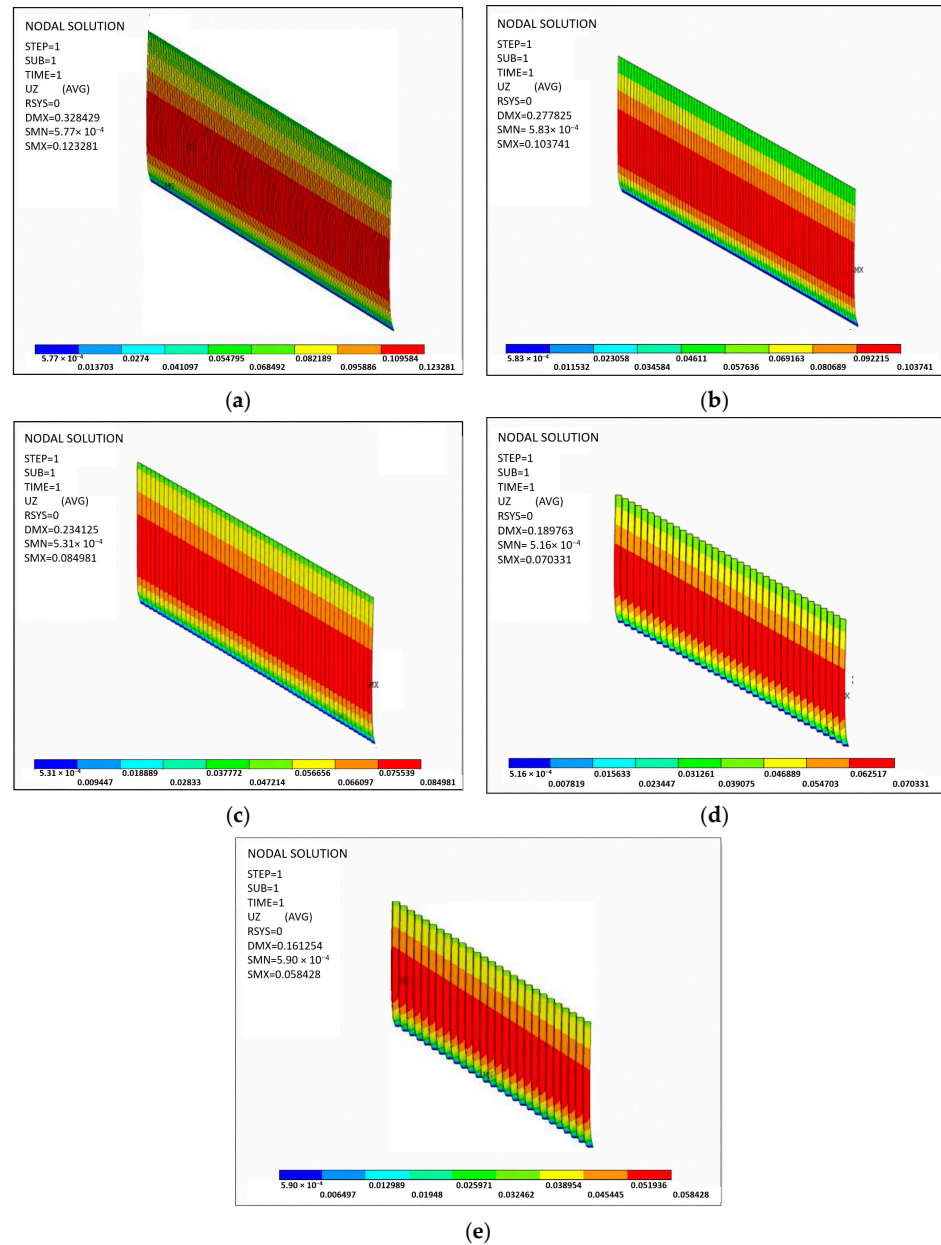 NODAL SOLUTION
STEP=1
SUB=1
TIME=1
UZ (AVG)
RSYS=0
DMX=0.328429
SMN=5.77× 10⁻⁴
SMX=0.123281
5.77 × 10⁻⁴ 0.0274 0.054795 0.082189 0.109584
0.013703 0.041097 0.068492 0.095886 0.123281
(a)
NODAL SOLUTION
STEP=1
SUB=1
TIME=1
UZ (AVG)
RSYS=0
DMX=0.277825
SMN= 5.83× 10⁻⁴
SMX=0.103741
MX
5.83 × 10⁻⁴ 0.023058 0.04611 0.069163 0.092215
0.011532 0.034584 0.057636 0.080689 0.103741
(b)
NODAL SOLUTION
STEP=1
SUB=1
TIME=1
UZ (AVG)
RSYS=0
DMX=0.234125
SMN=5.31× 10⁻⁴
SMX=0.084981
MX
5.31 × 10⁻⁴ 0.018889 0.037772 0.056656 0.075539
0.009447 0.02833 0.047214 0.066097 0.084981
(c)
NODAL SOLUTION
STEP=1
SUB=1
TIME=1
UZ (AVG)
RSYS=0
DMX=0.189763
SMN= 5.16× 10⁻⁴
SMX=0.070331
X
5.16 × 10⁻⁴ 0.015633 0.031261 0.046889 0.062517
0.007819 0.023447 0.039075 0.054703 0.070331
(d)
NODAL SOLUTION
STEP=1
SUB=1
TIME=1
UZ (AVG)
RSYS=0
DMX=0.161254
SMN=5.90 × 10⁻⁴
SMX=0.058428
5.90 × 10⁻⁴ 0.012989 0.025971 0.038954 0.051936
0.006497 0.01948 0.032462 0.045445 0.058428
(e)